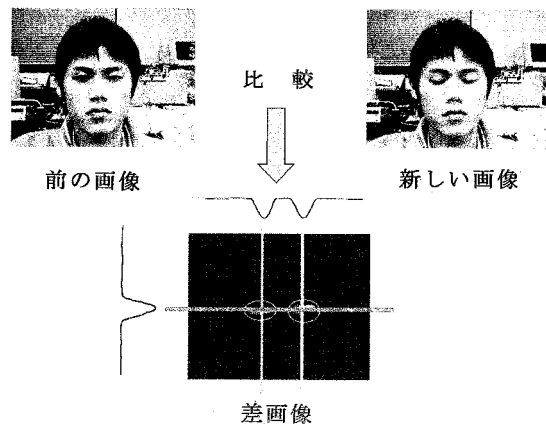 比 較
前の画像
新しい画像
差画像